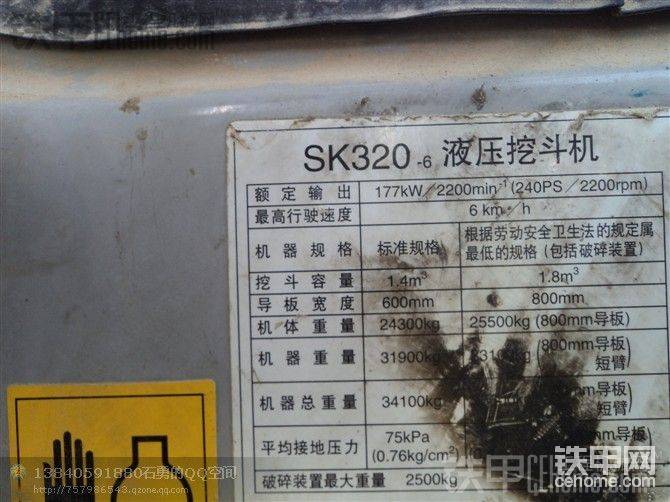 铁甲 cehome
SK320 -6 液压挖斗机
额定输出 177kW／2200min-1 (240PS／2200rpm)
最高行驶速度 6 km／h
机器规格 标准规格 根据劳动安全卫生法的规定属
最低的规格 (包括破碎装置)
挖斗容量 1.4m³ 1.8m³
导板宽度 600mm 800mm
机体重量 24300kg 25500kg (800mm导板)
机器重量 31900kg (800mm导板
短臂)
机器总重量 34100kg 导板
短臂)
平均接地压力 75kPa
(0.76kg/cm²) mm导板
破碎装置最大重量 2500kg
13840591880石勇的QQ空间
http://757986543.qzone.qq.com
铁甲网
cehome.com